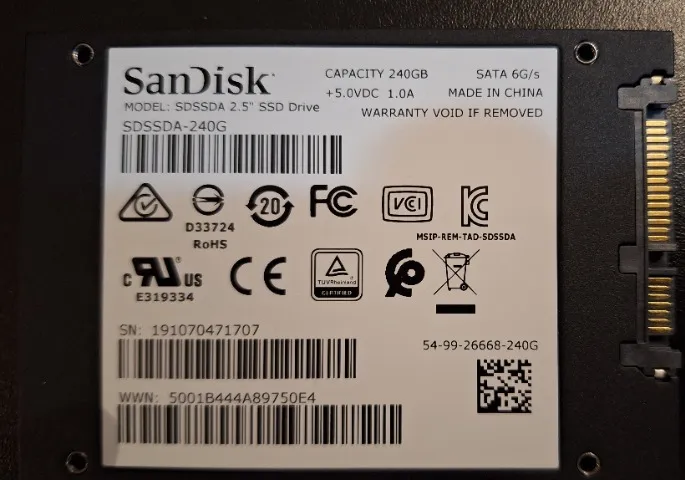 SanDisk
CAPACITY 240GB
SATA 6G/s
MODEL: SDSSDA 2.5" SSD Drive
+5.0VDC 1.0A
MADE IN CHINA
SDSSDA-240G
WARRANTY VOID IF REMOVED
D33724
RoHS
20
FC
VCI
MSIP-REM-TAD-SDSSDA
c RU US
E319334
CE
TÜVRheinland
CERTIFIED
SN: 191070471707
54-99-26668-240G
WWN: 5001B444A89750E4